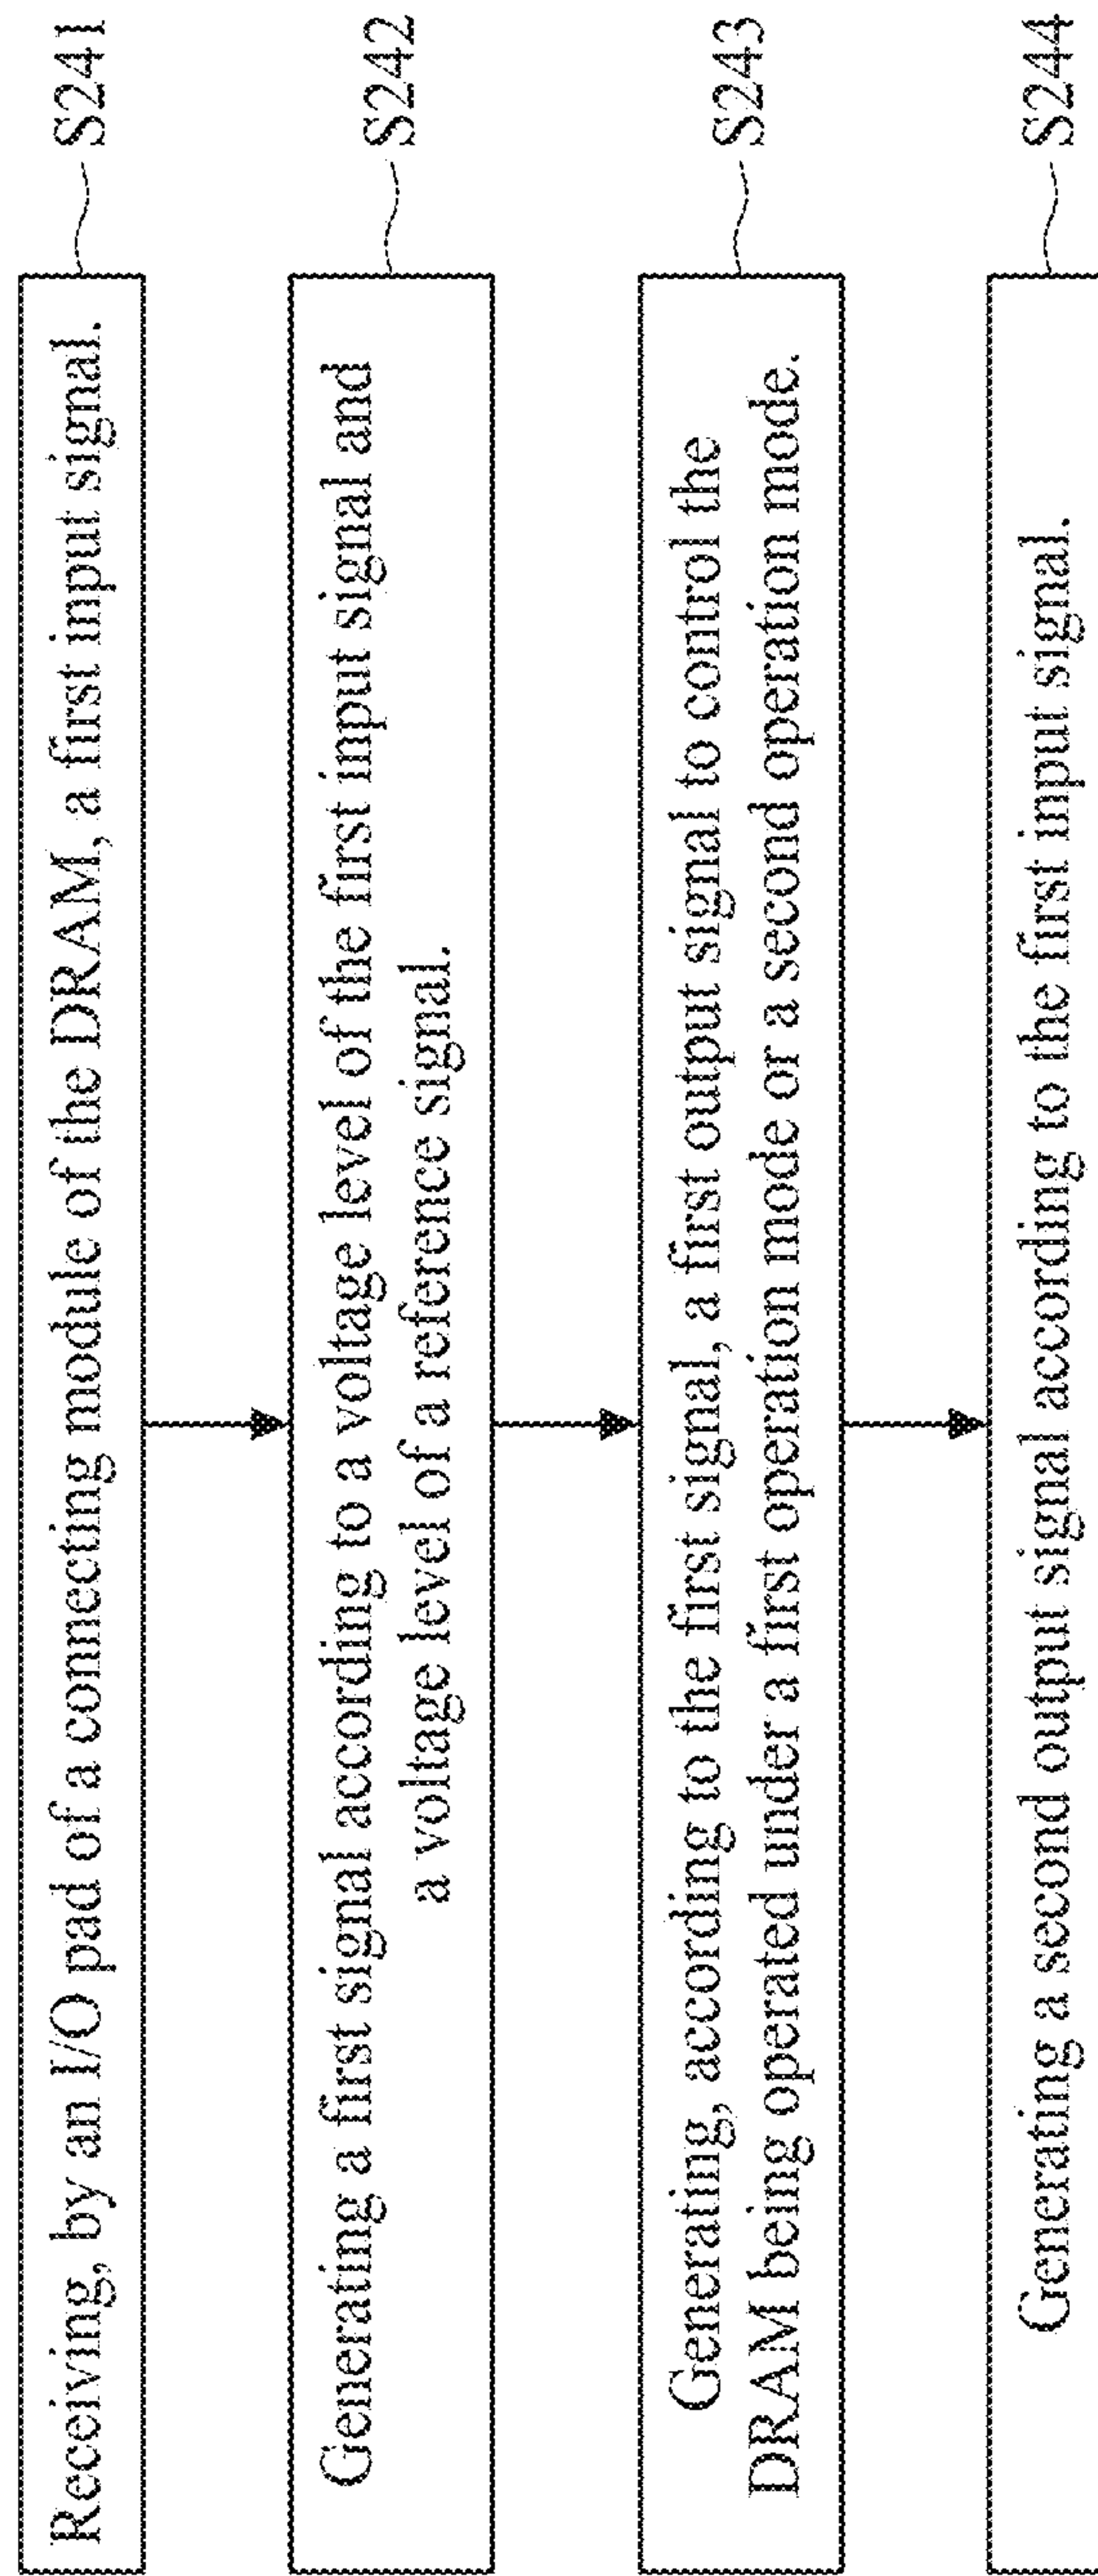 Receiving, by an I/O pad of a connecting module of the DRAM, a first input signal.
S241
Generating a first signal according to a voltage level of the first input signal and
a voltage level of a reference signal.
S242
Generating, according to the first signal, a first output signal to control the
DRAM being operated under a first operation mode or a second operation mode.
S243
Generating a second output signal according to the first input signal.
S244